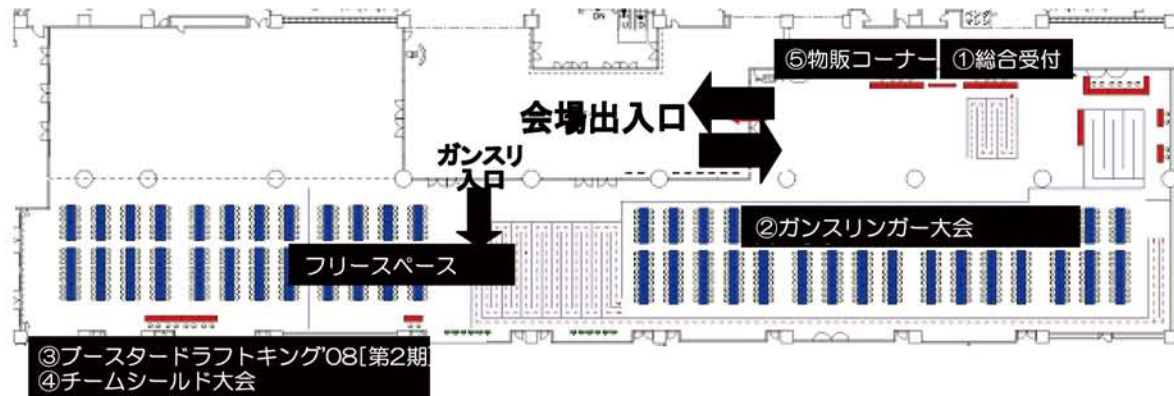 ⑤物販コーナー
①総合受付
会場出入口
ガンスリ
入口
②ガンスリンガー大会
フリースペース
③ブースタードラフトキング'08[第2期]
④チームシールド大会